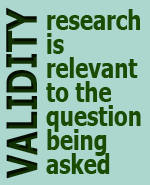 VALIDITY
research
is
relevant
to the
question
being
asked